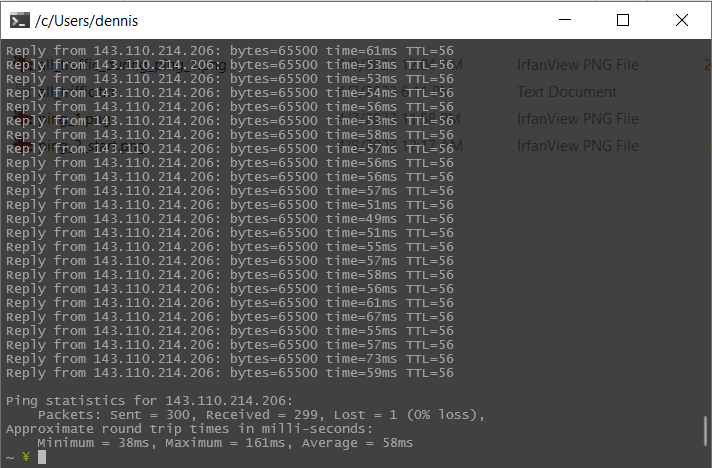 /c/Users/dennis
Reply from 143.110.214.206: bytes=65500 time=61ms TTL=56
Reply from 143.110.214.206: bytes=65500 time=53ms TTL=56
IrfanView PNG File
Reply from 143.110.214.206: bytes=65500 time=53ms TTL=56
Reply from 143.110.214.206: bytes=65500 time=54ms TTL=56
Text Document
Reply from 143.110.214.206: bytes=65500 time=56ms TTL=56
Reply from 143.110.214.206: bytes=65500 time=53ms TTL=56
IrfanView PNG File
Reply from 143.110.214.206: bytes=65500 time=58ms TTL=56
Reply from 143.110.214.206: bytes=65500 time=57ms TTL=56
IrfanView PNG File
Reply from 143.110.214.206: bytes=65500 time=56ms TTL=56
Reply from 143.110.214.206: bytes=65500 time=56ms TTL=56
Reply from 143.110.214.206: bytes=65500 time=57ms TTL=56
Reply from 143.110.214.206: bytes=65500 time=51ms TTL=56
Reply from 143.110.214.206: bytes=65500 time=49ms TTL=56
Reply from 143.110.214.206: bytes=65500 time=51ms TTL=56
Reply from 143.110.214.206: bytes=65500 time=55ms TTL=56
Reply from 143.110.214.206: bytes=65500 time=57ms TTL=56
Reply from 143.110.214.206: bytes=65500 time=58ms TTL=56
Reply from 143.110.214.206: bytes=65500 time=56ms TTL=56
Reply from 143.110.214.206: bytes=65500 time=61ms TTL=56
Reply from 143.110.214.206: bytes=65500 time=67ms TTL=56
Reply from 143.110.214.206: bytes=65500 time=55ms TTL=56
Reply from 143.110.214.206: bytes=65500 time=57ms TTL=56
Reply from 143.110.214.206: bytes=65500 time=73ms TTL=56
Reply from 143.110.214.206: bytes=65500 time=59ms TTL=56
Ping statistics for 143.110.214.206:
Packets: Sent = 300, Received = 299, Lost = 1 (0% loss),
Approximate round trip times in milli-seconds:
Minimum = 38ms, Maximum = 161ms, Average = 58ms
~ ¥